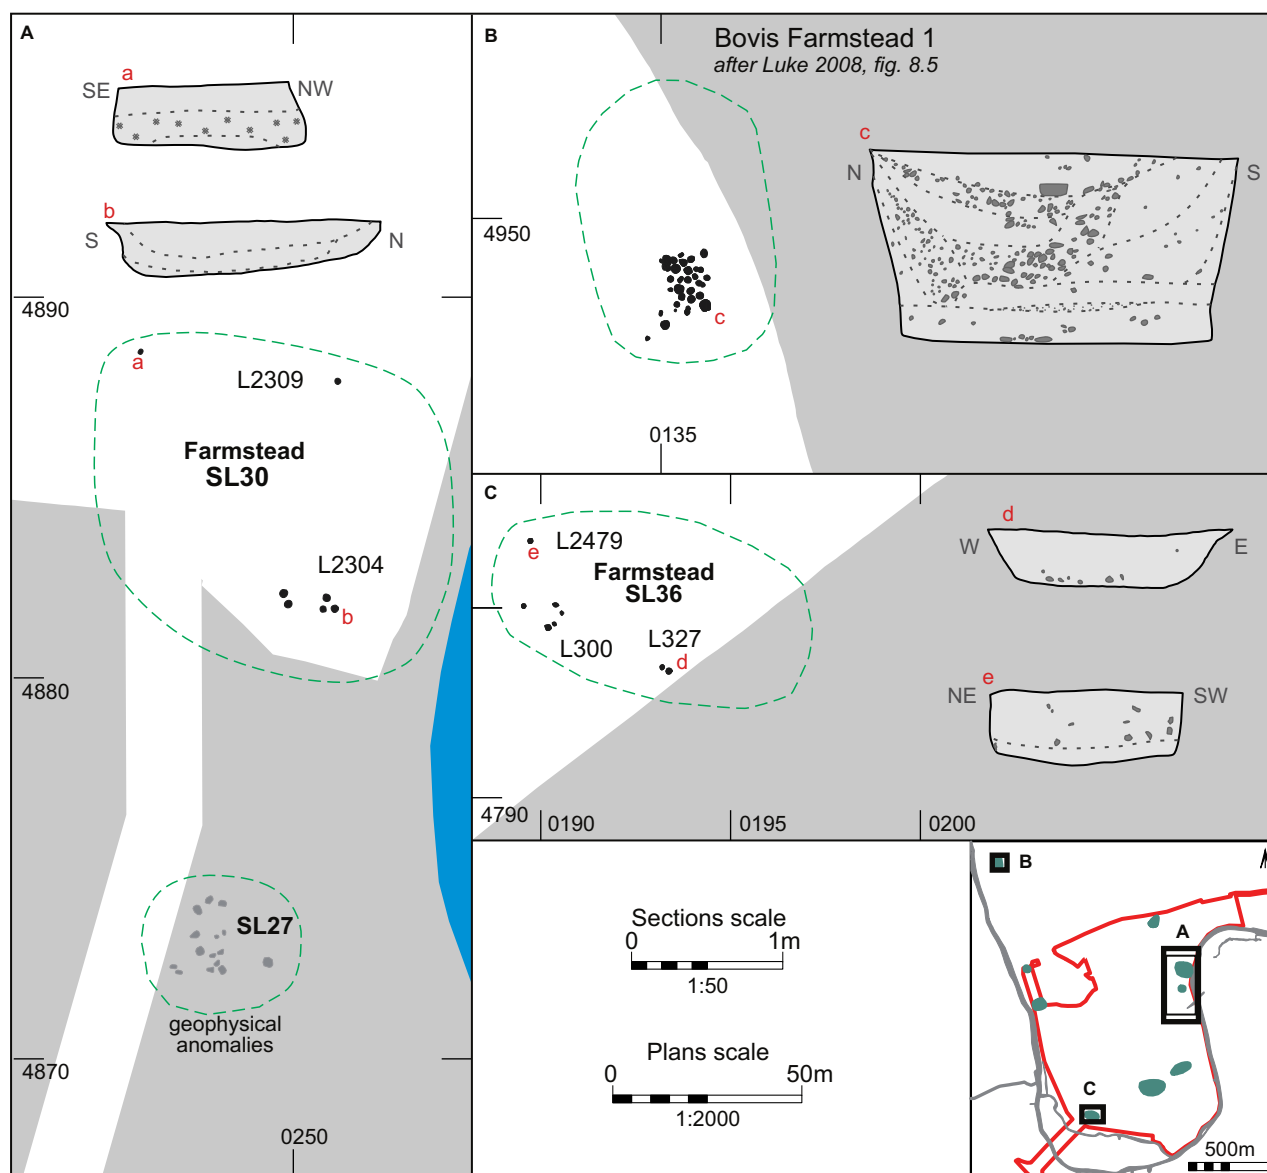 A
a
SE
NW
b
S
N
4890
a
L2309
Farmstead
SL30
L2304
b
4880
SL27
geophysical
anomalies
4870
0250
B
Bovis Farmstead 1
after Luke 2008, fig. 8.5
c
N
S
4950
c
0135
C
L2479
e
Farmstead
SL36
L327
L300
d
d
W
E
e
NE
SW
4790
0190
0195
0200
Sections scale
0
1m
1:50
Plans scale
0
50m
1:2000
B
A
C
500m